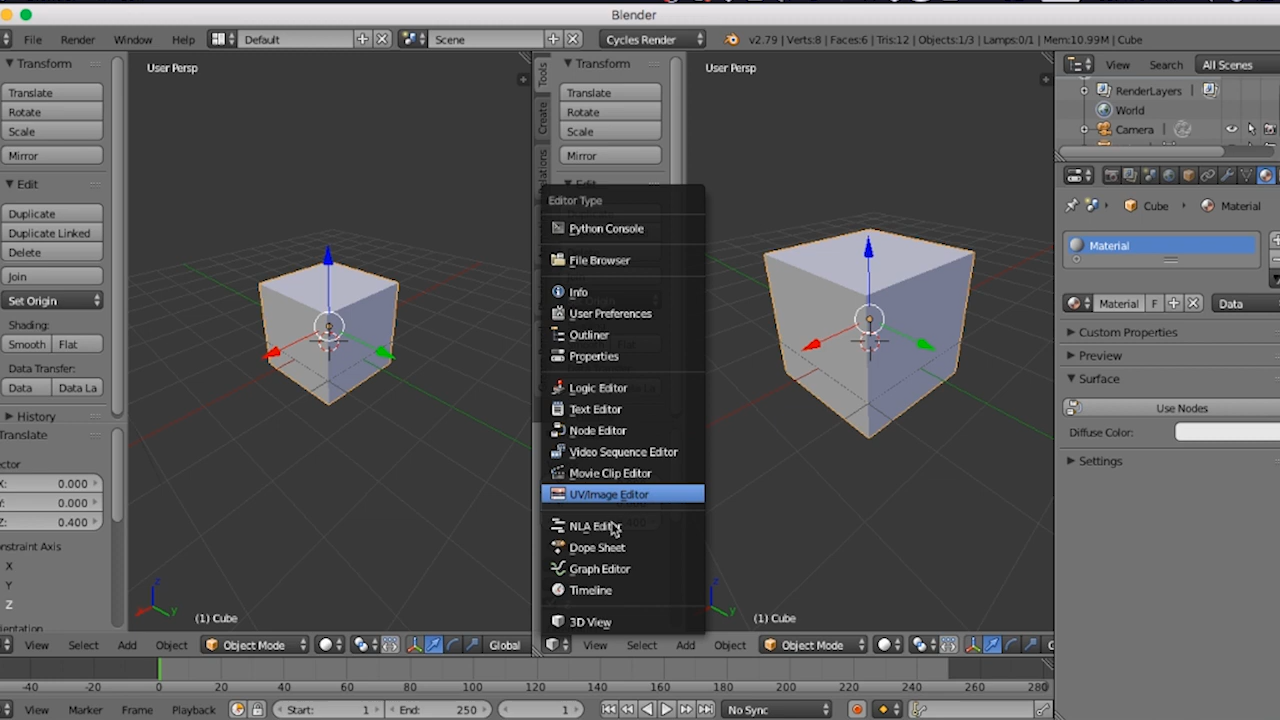 Blender
File Render Window Help Default Scene Cycles Render v2.79 | Verts:8 | Faces:6 | Tris:12 | Objects:1/3 | Lamps:0/1 | Mem:10.99M | Cube
Transform
User Persp
Translate
Rotate
Scale
Mirror
Edit
Duplicate
Duplicate Linked
Delete
Join
Set Origin
Shading:
Smooth Flat
Data Transfer:
Data Data La
History
Translate
ector
X: 0.000
Y: 0.000
Z: 0.400
onstraint Axis
X
Y
Z
ientation
(1) Cube
View Select Add Object Object Mode Global
Tools
Create
Relations
Transform
User Persp
Translate
Rotate
Scale
Mirror
Edit
Editor Type
Python Console
File Browser
Info
User Preferences
Outliner
Properties
Logic Editor
Text Editor
Node Editor
Video Sequence Editor
Movie Clip Editor
UV/Image Editor
NLA Editor
Dope Sheet
Graph Editor
Timeline
3D View
z
y
z
y
(1) Cube
View Select Add Object Object Mode
View Search All Scenes
RenderLayers
World
Camera
Cube Material
Material
Material F Data
Custom Properties
Preview
Surface
Use Nodes
Diffuse Color:
Settings
-40 -20 0 20 40 60 80 100 120 140 160 180 200 220 240 260 280
View Marker Frame Playback Start: 1 End: 250 1 No Sync